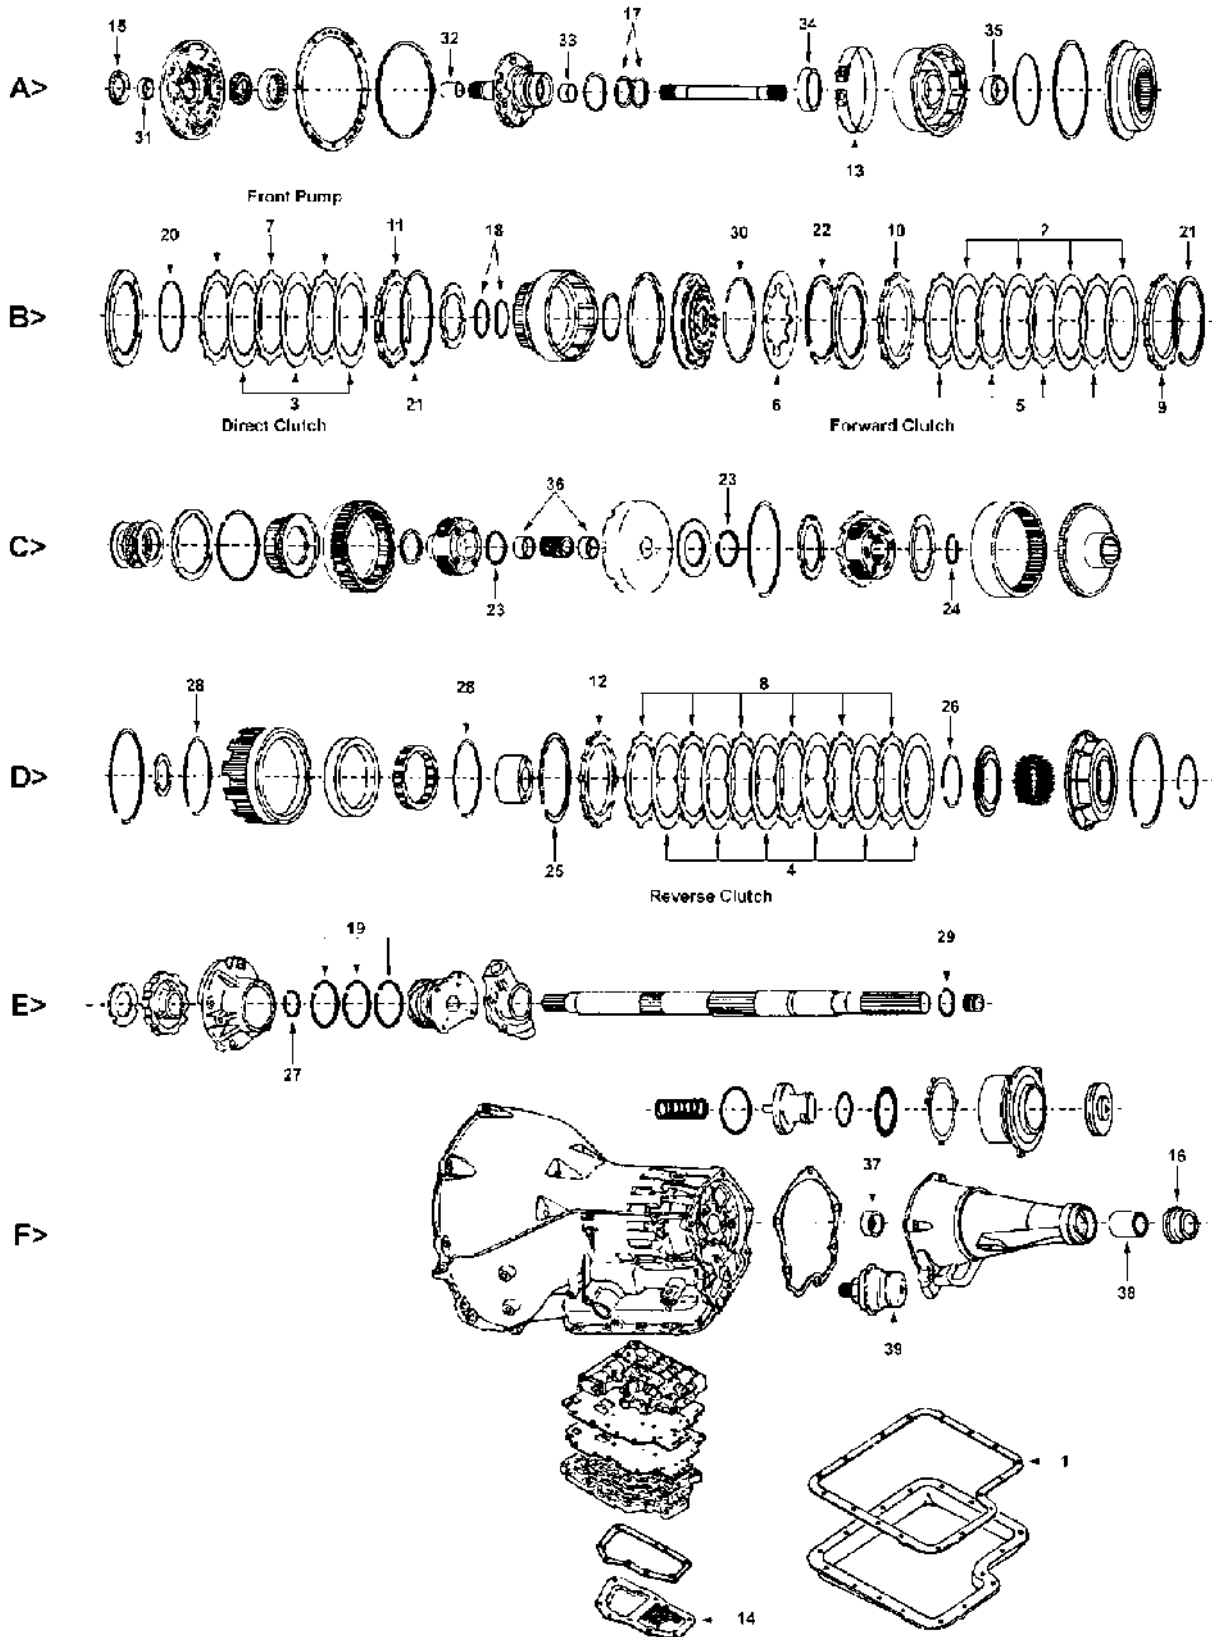 15 32 33 17 34 35
A>
31 13
Front Pump
20 7 11 18 30 22 10 2 21
B>
3 21 6 5 9
Direct Clutch Forward Clutch
36 23
C>
23 24
28 28 12 8 26
D>
25 4
Reverse Clutch
19 29
E>
27
37 16
F>
38
39
1
14